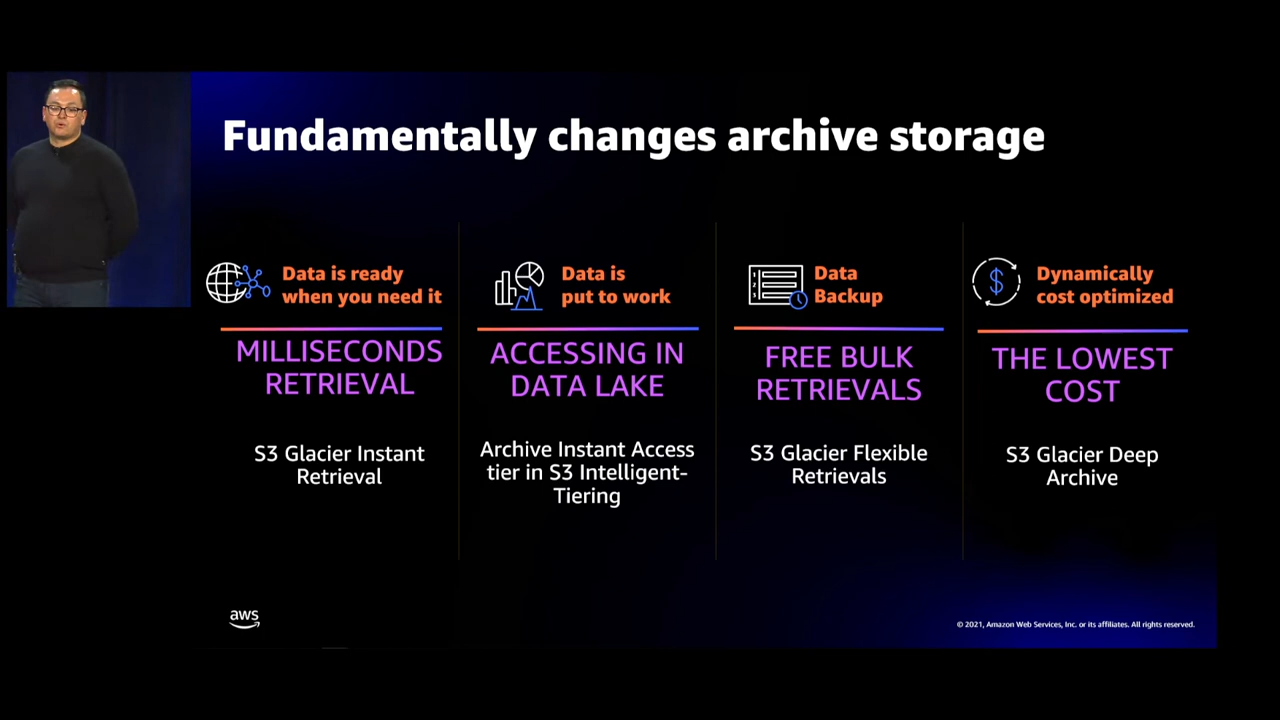 Fundamentally changes archive storage
Data is ready
when you need it
MILLISECONDS
RETRIEVAL
S3 Glacier Instant
Retrieval
Data is
put to work
ACCESSING IN
DATA LAKE
Archive Instant Access
tier in S3 Intelligent-
Tiering
Data
Backup
FREE BULK
RETRIEVALS
S3 Glacier Flexible
Retrievals
Dynamically
cost optimized
THE LOWEST
COST
S3 Glacier Deep
Archive
aws
© 2021, Amazon Web Services, Inc. or its affiliates. All rights reserved.